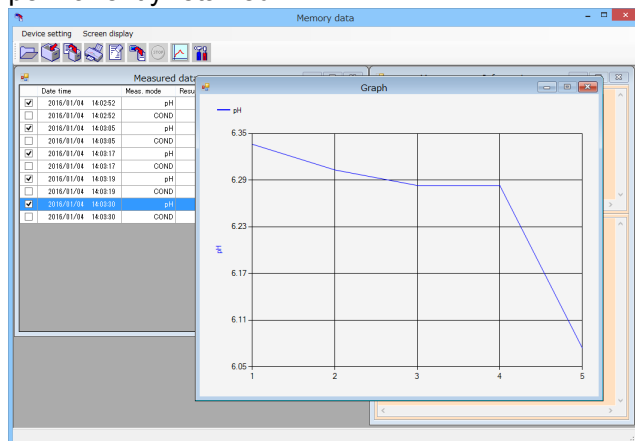 Memory data
Device setting Screen display
STOP
Measured data
Date time Meas. mode Resu
2016/01/04 14:02:52 pH
2016/01/04 14:02:52 COND
2016/01/04 14:03:05 pH
2016/01/04 14:03:05 COND
2016/01/04 14:03:17 pH
2016/01/04 14:03:17 COND
2016/01/04 14:03:19 pH
2016/01/04 14:03:19 COND
2016/01/04 14:03:30 pH
2016/01/04 14:03:30 COND
Graph
pH
6.35
6.29
6.23
pH
6.17
6.11
6.05
1 2 3 4 5